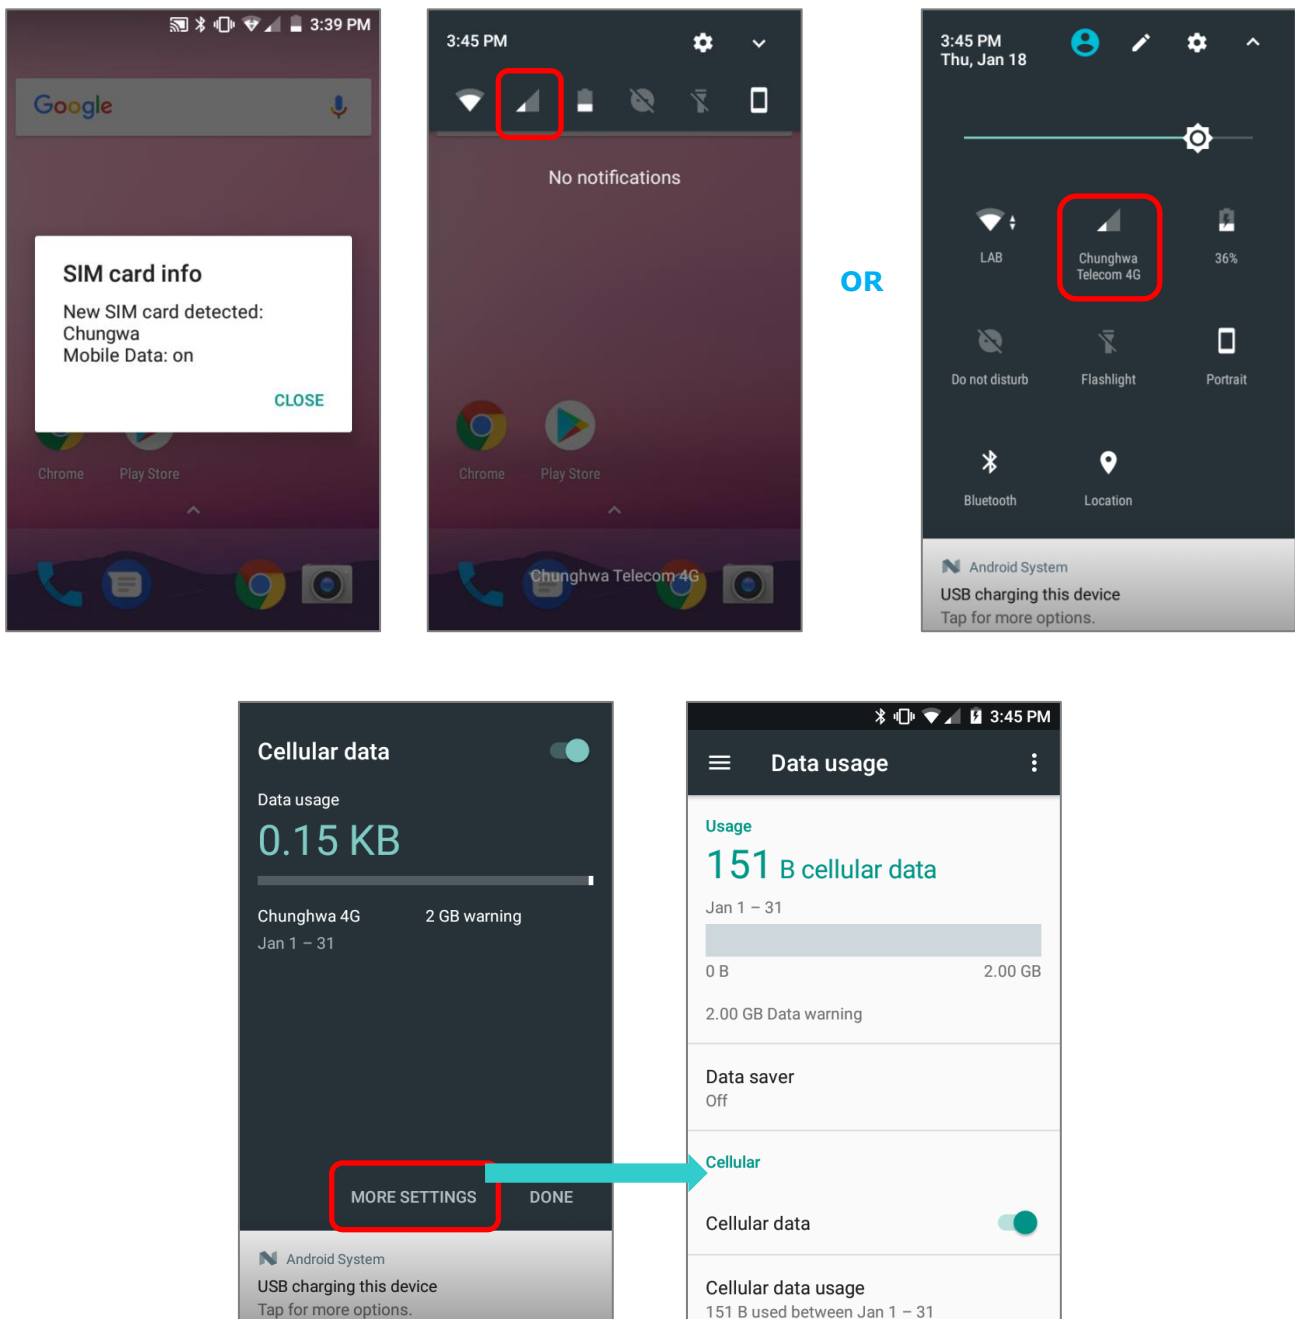 3:39 PM
Google
SIM card info
New SIM card detected:
Chungwa
Mobile Data: on
CLOSE
Chrome
Play Store
3:45 PM
No notifications
Chrome
Play Store
Chunghwa Telecom 4G
OR
3:45 PM
Thu, Jan 18
LAB
Chunghwa
Telecom 4G
36%
Do not disturb
Flashlight
Portrait
Bluetooth
Location
Android System
USB charging this device
Tap for more options.
Cellular data
Data usage
0.15 KB
Chunghwa 4G
2 GB warning
Jan 1 – 31
MORE SETTINGS
DONE
Android System
USB charging this device
Tap for more options.
3:45 PM
Data usage
Usage
151 B cellular data
Jan 1 – 31
0 B
2.00 GB
2.00 GB Data warning
Data saver
Off
Cellular
Cellular data
Cellular data usage
151 B used between Jan 1 – 31